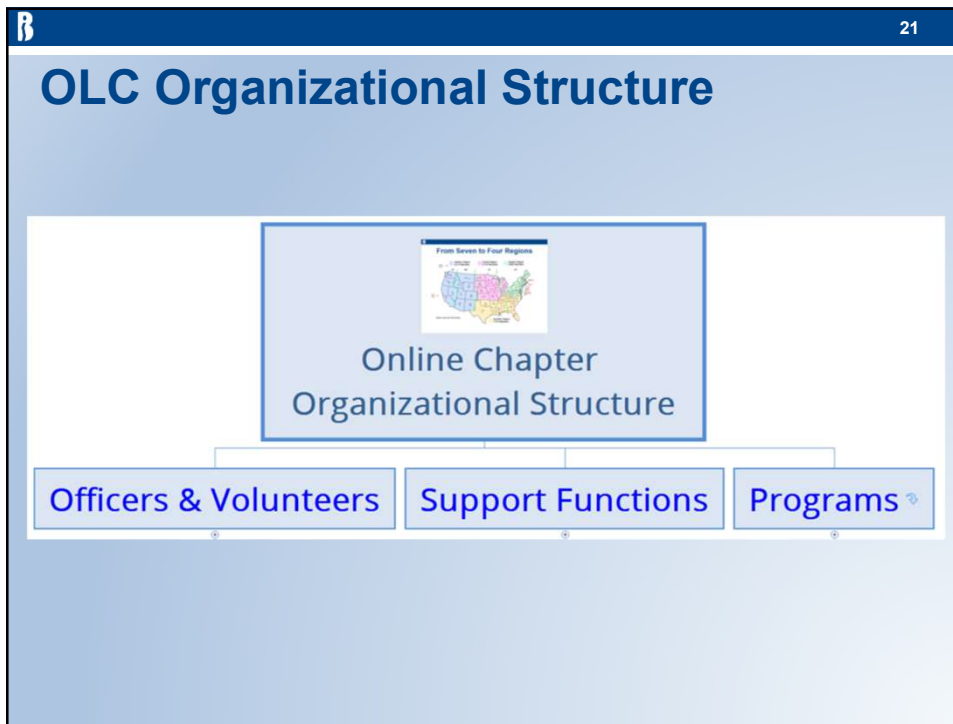 21
OLC Organizational Structure
From Seven to Four Regions
Online Chapter
Organizational Structure
Officers & Volunteers
Support Functions
Programs